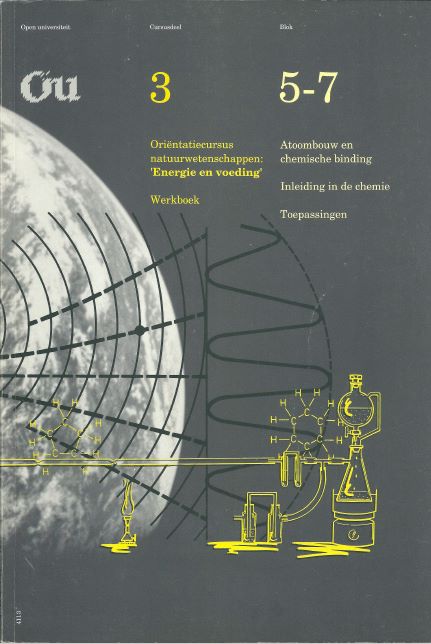 Open universiteit
Cursusdeel
Blok
Ou
3
5-7
Oriëntatiecursus
natuurwetenschappen:
'Energie en voeding'
Werkboek
Atoombouw en
chemische binding
Inleiding in de chemie
Toepassingen
4113